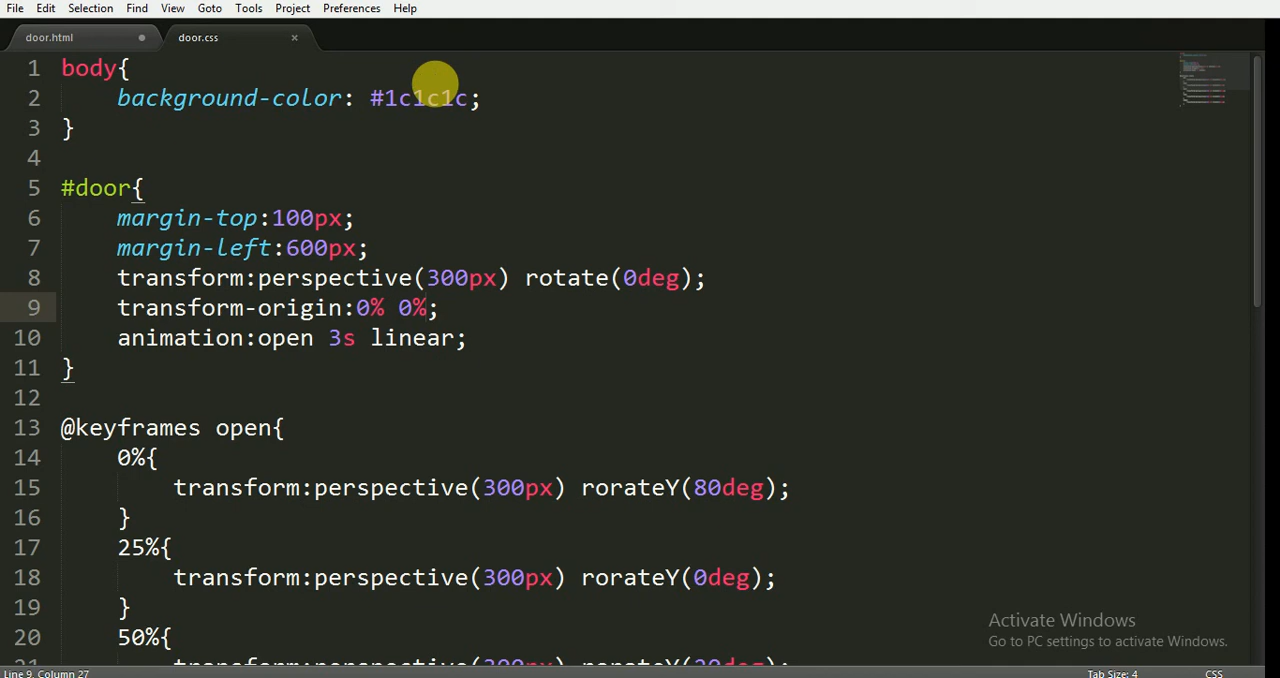 File Edit Selection Find View Goto Tools Project Preferences Help
door.html door.css
1 body{
2 background-color: #1c1c1c;
3 }
4
5 #door{
6 margin-top:100px;
7 margin-left:600px;
8 transform:perspective(300px) rotate(0deg);
9 transform-origin:0% 0%;
10 animation:open 3s linear;
11 }
12
13 @keyframes open{
14 0%{
15 transform:perspective(300px) rorateY(80deg);
16 }
17 25%{
18 transform:perspective(300px) rorateY(0deg);
19 }
20 50%{
Activate Windows
Go to PC settings to activate Windows.
Line 9, Column 27 Tab Size: 4 CSS